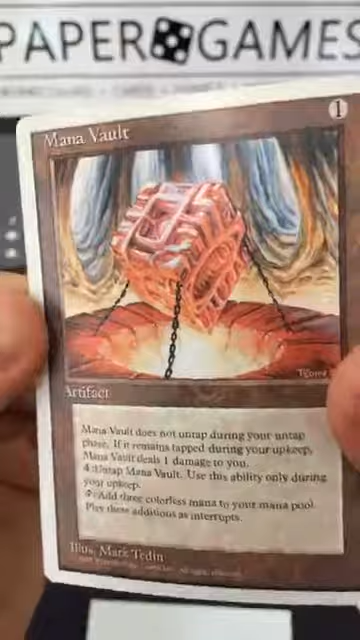 PAPER GAMES
Mana Vault
1
Artifact
Mana Vault does not untap during your untap
phase. If it remains tapped during your upkeep,
Mana Vault deals 1 damage to you.
4: Untap Mana Vault. Use this ability only during
your upkeep.
: Add three colorless mana to your mana pool.
Play these additions as interrupts.
Illus. Mark Tedin